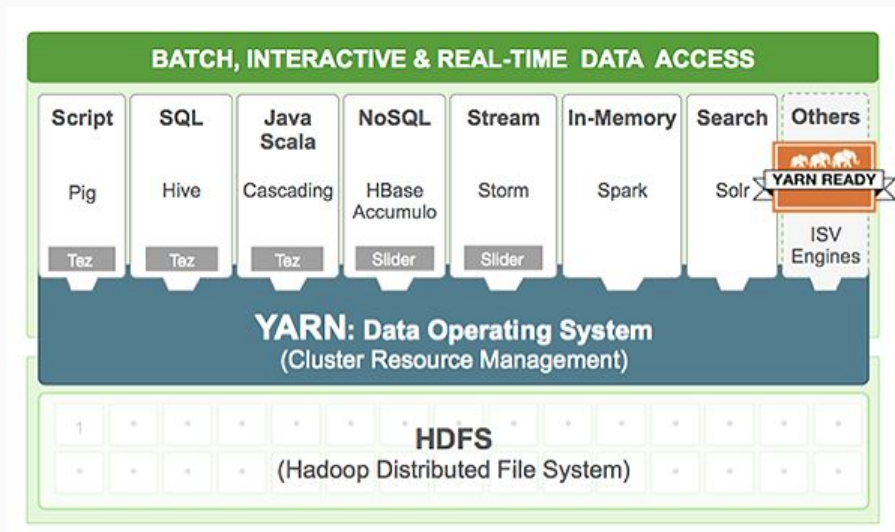 BATCH, INTERACTIVE & REAL-TIME DATA ACCESS
Script
Pig
Tez
SQL
Hive
Tez
Java
Scala
Cascading
Tez
NoSQL
HBase
Accumulo
Slider
Stream
Storm
Slider
In-Memory
Spark
Search
Solr
Others
YARN READY
ISV
Engines
YARN: Data Operating System
(Cluster Resource Management)
1
HDFS
(Hadoop Distributed File System)